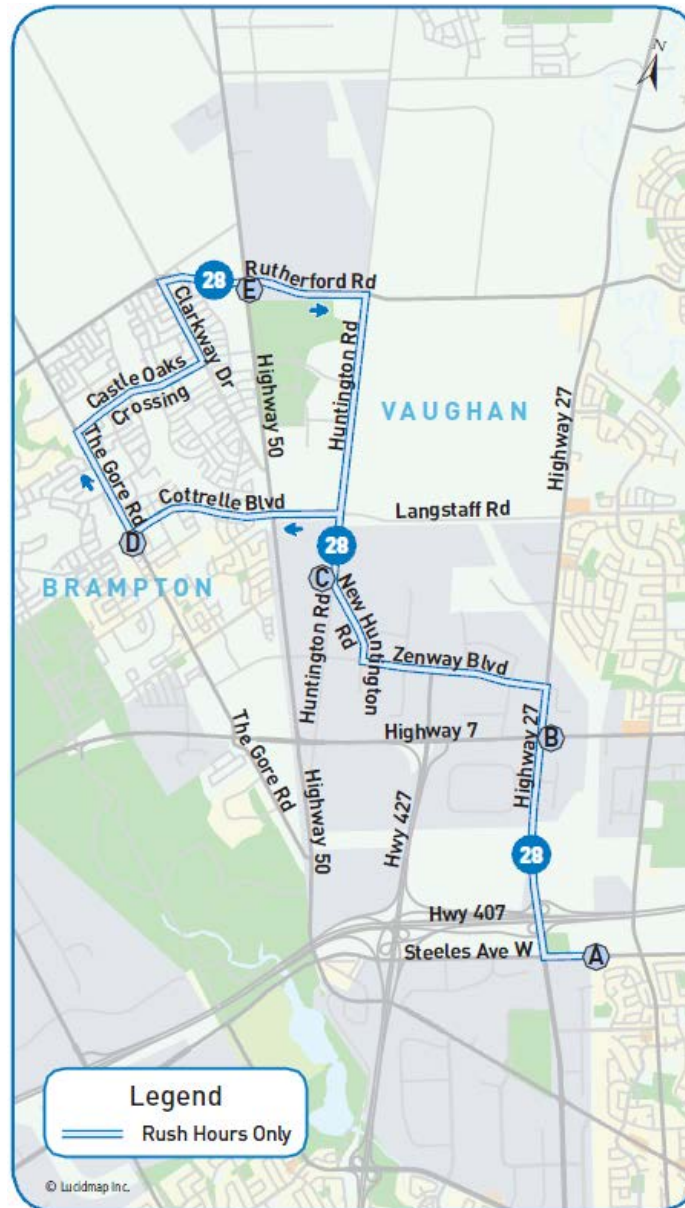 N
28
Rutherford Rd
E
Clarkway Dr
Castle Oaks
Crossing
Highway 50
Huntington Rd
VAUGHAN
Highway 27
The Gore Rd
Cottrelle Blvd
Langstaff Rd
D
28
BRAMPTON
C
New Huntington
Rd
Huntington Rd
Zenway Blvd
The Gore Rd
Highway 7
Highway 27
B
Highway 50
Hwy 427
28
Hwy 407
Steeles Ave W
A
Legend
Rush Hours Only
© Lucidmap Inc.